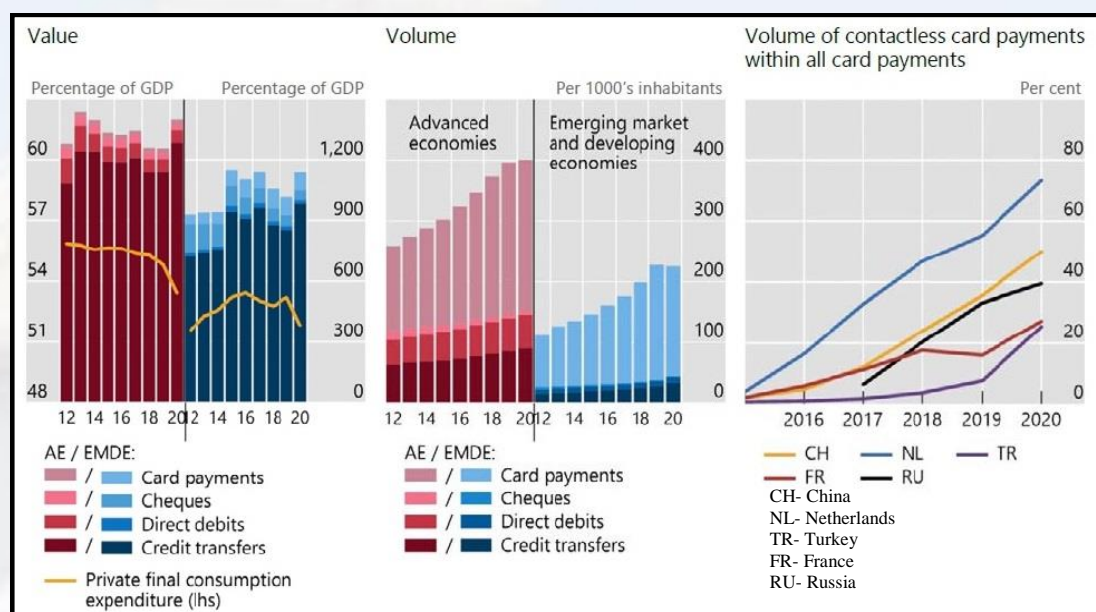 Value
Percentage of GDP
Percentage of GDP
60
57
54
51
48
1,200
900
600
300
0
12 14 16 18 20 12 14 16 18 20
AE / EMDE:
/ Card payments
/ Cheques
/ Direct debits
/ Credit transfers
Private final consumption
expenditure (lhs)
Volume
Per 1000's inhabitants
Advanced
economies
Emerging market
and developing
economies
400
300
200
100
0
12 14 16 18 20 12 14 16 18 20
AE / EMDE:
/ Card payments
/ Cheques
/ Direct debits
/ Credit transfers
Volume of contactless card payments
within all card payments
Per cent
80
60
40
20
0
2016 2017 2018 2019 2020
CH NL TR
FR RU
CH- China
NL- Netherlands
TR- Turkey
FR- France
RU- Russia